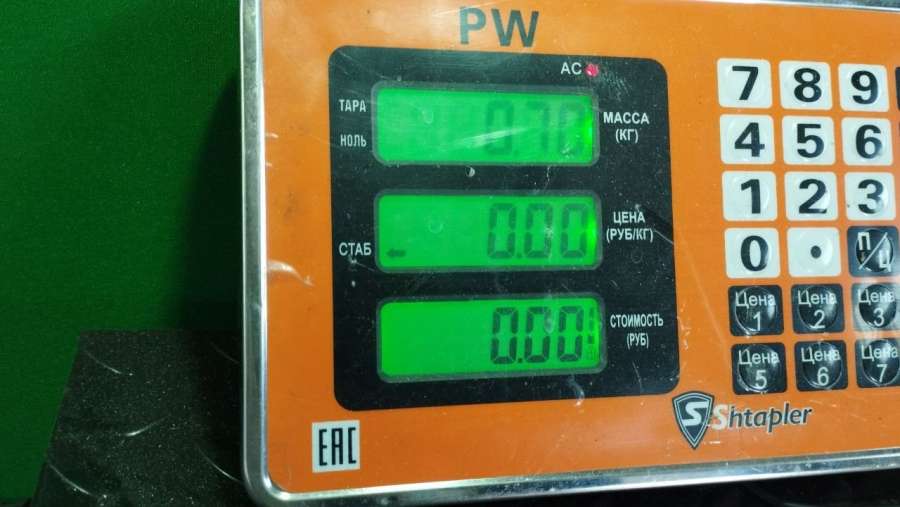 PW
AC
ТАРА
НОЛЬ
МАССА
(КГ)
СТАБ
0.00
ЦЕНА
(РУБ/КГ)
0.00
СТОИМОСТЬ
(РУБ)
7 8 9
4 5 6
1 2 3
0 . П/Ц
Цена 1 Цена 2 Цена 3
Цена 5 Цена 6 Цена 7
S-Shtapler
EAC